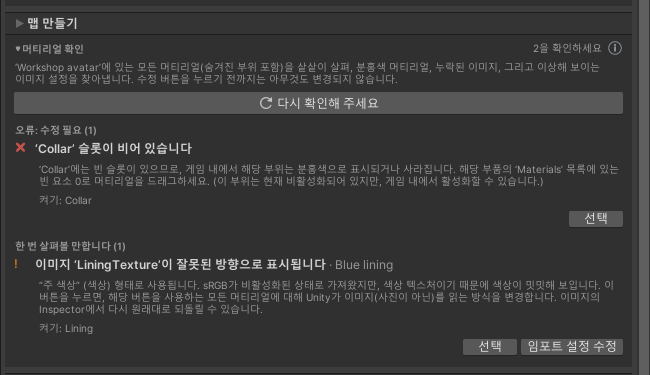 맵 만들기
머티리얼 확인
2을 확인하세요
'Workshop avatar'에 있는 모든 머티리얼(숨겨진 부위 포함)을 샅샅이 살펴, 분홍색 머티리얼, 누락된 이미지, 그리고 이상해 보이는
이미지 설정을 찾아냅니다. 수정 버튼을 누르기 전까지는 아무것도 변경되지 않습니다.
다시 확인해 주세요
오류: 수정 필요 (1)
'Collar' 슬롯이 비어 있습니다
'Collar'에는 빈 슬롯이 있으므로, 게임 내에서 해당 부위는 분홍색으로 표시되거나 사라집니다. 해당 부품의 'Materials' 목록에 있는
빈 요소 0로 머티리얼을 드래그하세요. (이 부위는 현재 비활성화되어 있지만, 게임 내에서 활성화할 수 있습니다.)
켜기: Collar
선택
한 번 살펴볼 만합니다 (1)
! 이미지 'LiningTexture'이 잘못된 방향으로 표시됩니다 · Blue lining
"주 색상" (색상) 형태로 사용됩니다. sRGB가 비활성화된 상태로 가져왔지만, 색상 텍스처이기 때문에 색상이 밋밋해 보입니다. 이
버튼을 누르면, 해당 버튼을 사용하는 모든 머티리얼에 대해 Unity가 이미지(사진이 아닌)를 읽는 방식을 변경합니다. 이미지의
Inspector에서 다시 원래대로 되돌릴 수 있습니다.
켜기: Lining
선택
임포트 설정 수정